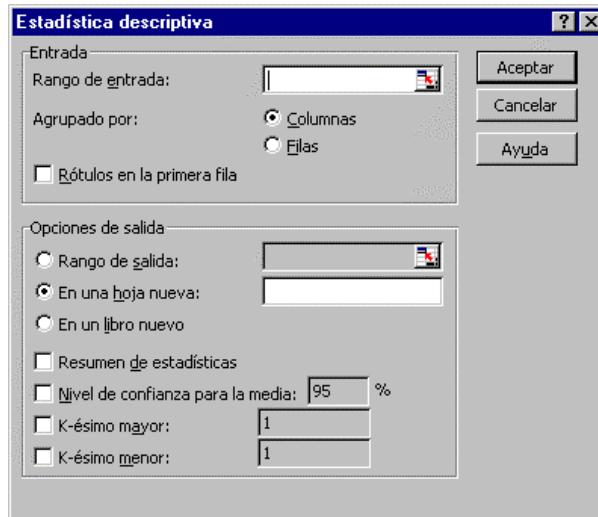 Estadística descriptiva
Entrada
Rango de entrada:
Agrupado por:
Columnas
Filas
Rótulos en la primera fila
Aceptar
Cancelar
Ayuda
Opciones de salida
Rango de salida:
En una hoja nueva:
En un libro nuevo
Resumen de estadísticas
Nivel de confianza para la media: 95 %
K-ésimo mayor: 1
K-ésimo menor: 1